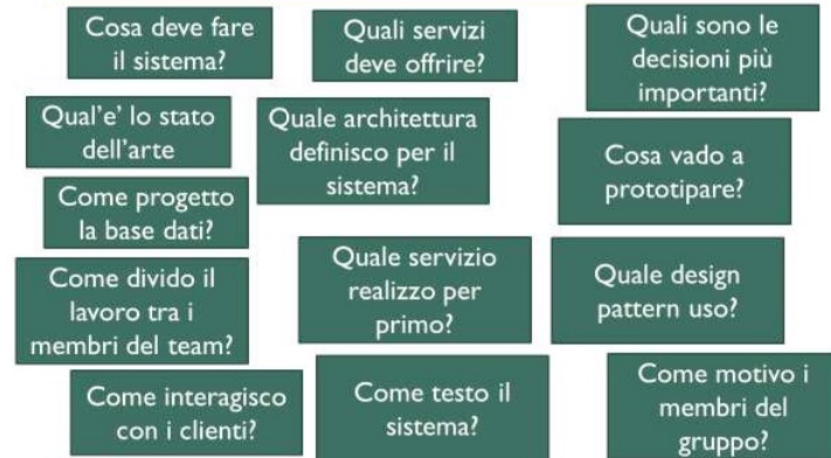 Cosa deve fare
il sistema?
Quali servizi
deve offrire?
Quali sono le
decisioni più
importanti?
Qual'e' lo stato
dell'arte
Quale architettura
definisco per il
sistema?
Cosa vado a
prototipare?
Come progetto
la base dati?
Come divido il
lavoro tra i
membri del team?
Quale servizio
realizzo per
primo?
Quale design
pattern uso?
Come interagisco
con i clienti?
Come testo il
sistema?
Come motivo i
membri del
gruppo?